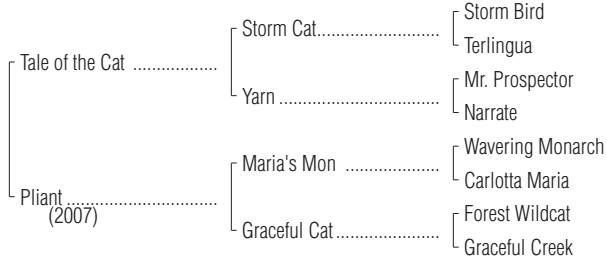 Storm Bird
Storm Cat..............................
Terlingua
Tale of the Cat .................
Mr. Prospector
Yarn ........................................
Narrate
Wavering Monarch
Maria's Mon .......................
Carlotta Maria
Pliant..................................
(2007)
Forest Wildcat
Graceful Cat.........................
Graceful Creek